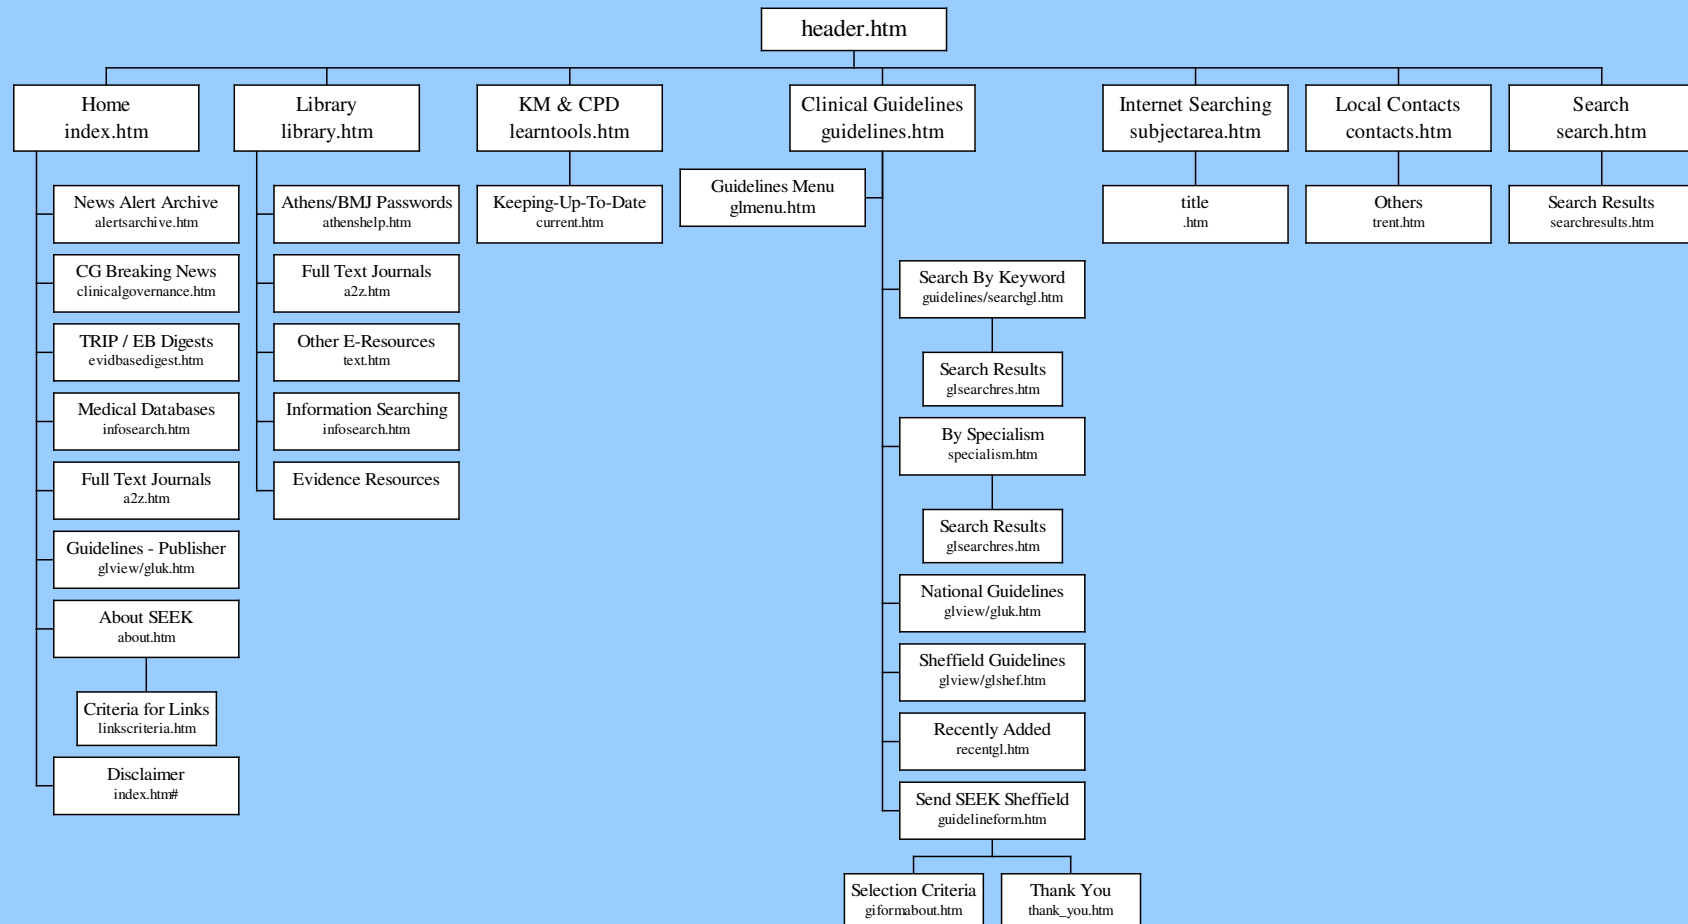 header.htm
Home
index.htm
Library
library.htm
KM & CPD
learntools.htm
Clinical Guidelines
guidelines.htm
Internet Searching
subjectarea.htm
Local Contacts
contacts.htm
Search
search.htm
News Alert Archive
alertsarchive.htm
CG Breaking News
clinicalgovernance.htm
TRIP / EB Digests
evidbasedigest.htm
Medical Databases
infosearch.htm
Full Text Journals
a2z.htm
Guidelines - Publisher
glview/gluk.htm
About SEEK
about.htm
Criteria for Links
linkscriteria.htm
Disclaimer
index.htm#
Athens/BMJ Passwords
athenshelp.htm
Full Text Journals
a2z.htm
Other E-Resources
text.htm
Information Searching
infosearch.htm
Evidence Resources
Keeping-Up-To-Date
current.htm
Guidelines Menu
glmenu.htm
Search By Keyword
guidelines/searchgl.htm
Search Results
glsearchres.htm
By Specialism
specialism.htm
Search Results
glsearchres.htm
National Guidelines
glview/gluk.htm
Sheffield Guidelines
glview/glshef.htm
Recently Added
recentgl.htm
Send SEEK Sheffield
guidelineform.htm
Selection Criteria
giformabout.htm
Thank You
thank_you.htm
title
.htm
Others
trent.htm
Search Results
searchresults.htm